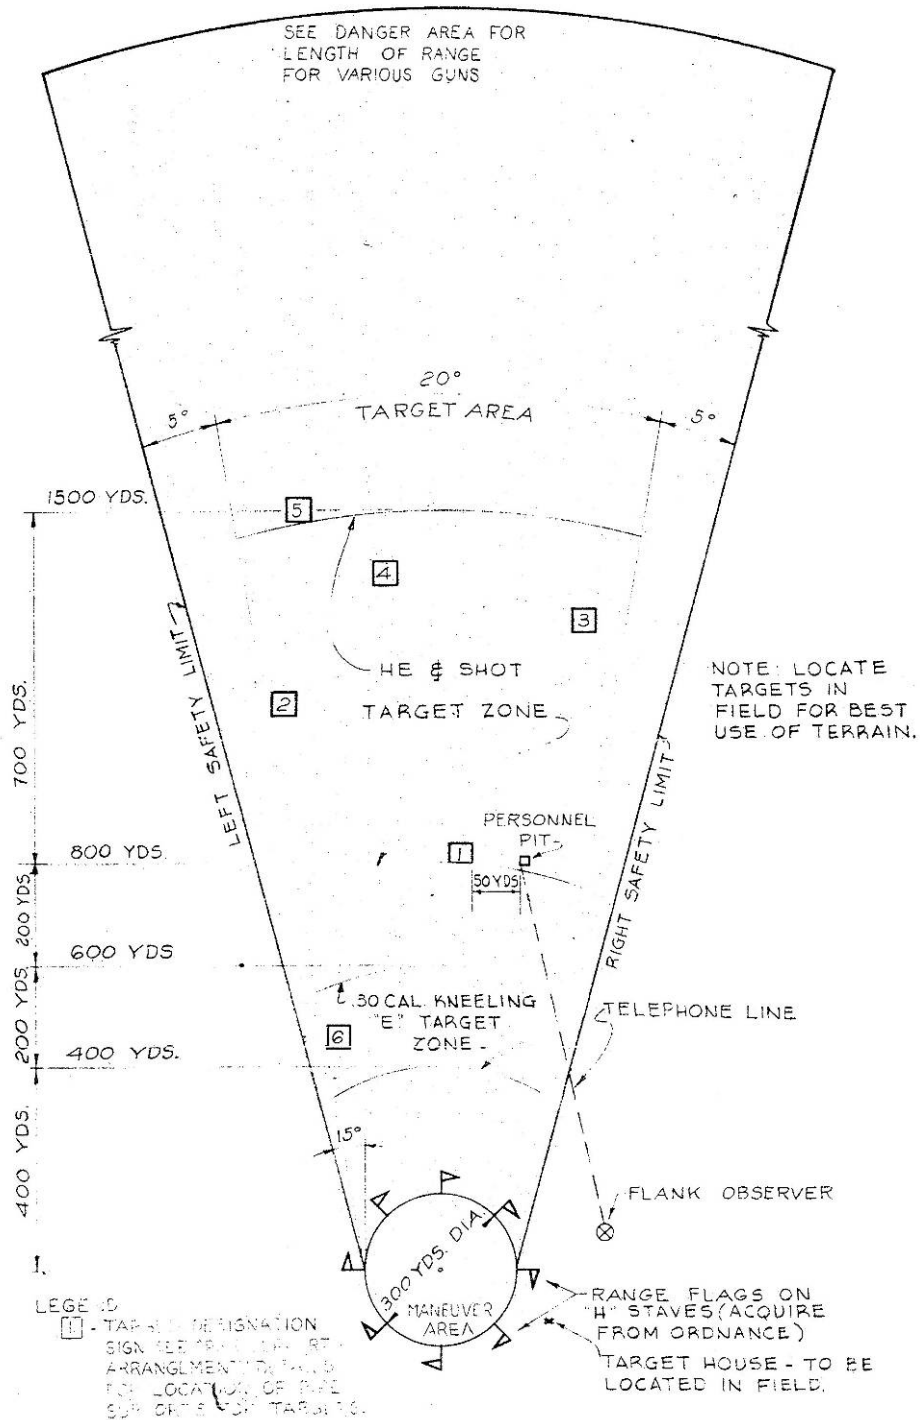 SEE DANGER AREA FOR
LENGTH OF RANGE
FOR VARIOUS GUNS
20°
TARGET AREA
5°
5°
1500 YDS.
5
4
3
HE & SHOT
TARGET ZONE
2
NOTE: LOCATE
TARGETS IN
FIELD FOR BEST
USE OF TERRAIN.
LEFT SAFETY LIMIT
RIGHT SAFETY LIMIT
700 YDS.
PERSONNEL
PIT
1
50 YDS
800 YDS.
200 YDS.
600 YDS
.30 CAL. KNEELING
"E" TARGET
ZONE
6
TELEPHONE LINE
200 YDS.
400 YDS.
15°
400 YDS.
FLANK OBSERVER
300 YDS. DIA.
MANEUVER
AREA
RANGE FLAGS ON
"H" STAVES (ACQUIRE
FROM ORDNANCE)
TARGET HOUSE - TO BE
LOCATED IN FIELD.
1 - DESIGNATION
SIGN
ARRANGEMENT
LOCATION OF
TARGETS.